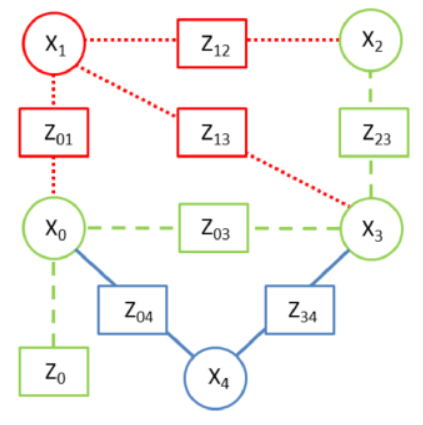 X₁ Z₁₂ X₂
Z₀₁ Z₁₃ Z₂₃
X₀ Z₀₃ X₃
Z₀₄ Z₃₄
Z₀ X₄